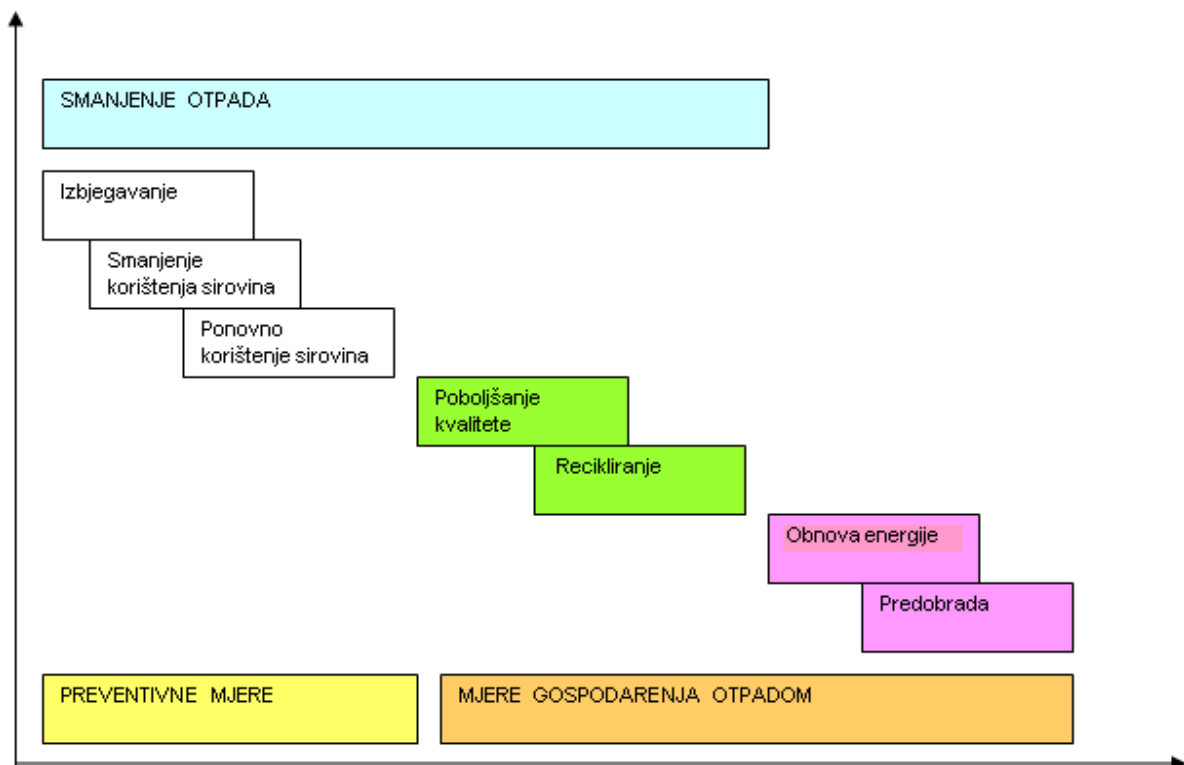 SMANJENJE OTPADA
Izbjegavanje
Smanjenje
korištenja sirovina
Ponovno
korištenje sirovina
Poboljšanje
kvalitete
Recikliranje
Obnova energije
Predobrada
PREVENTIVNE MJERE
MJERE GOSPODARENJA OTPADOM